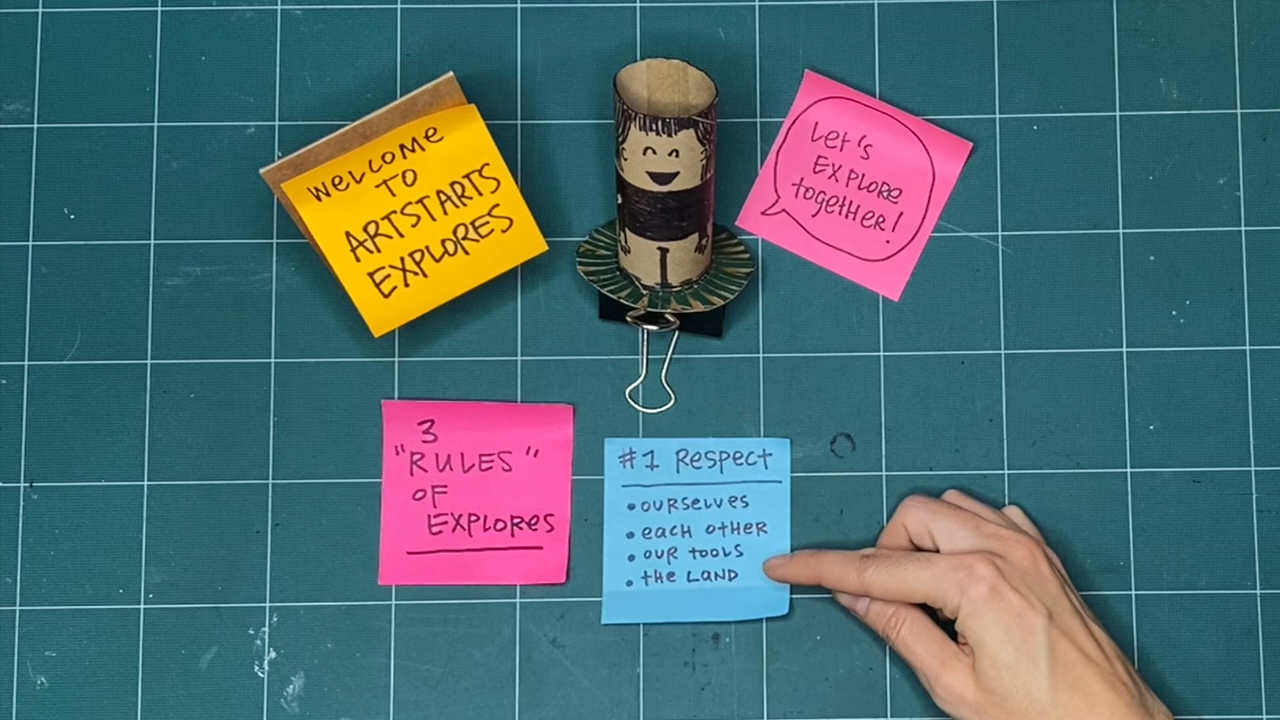 WELCOME
TO
ARTSTARTS
EXPLORES
Let's
EXPLORE
together!
3
"RULES"
OF
EXPLORES
#1 Respect
• OURSELVES
• each OTHER
• OUR TOOLS
• the LAND